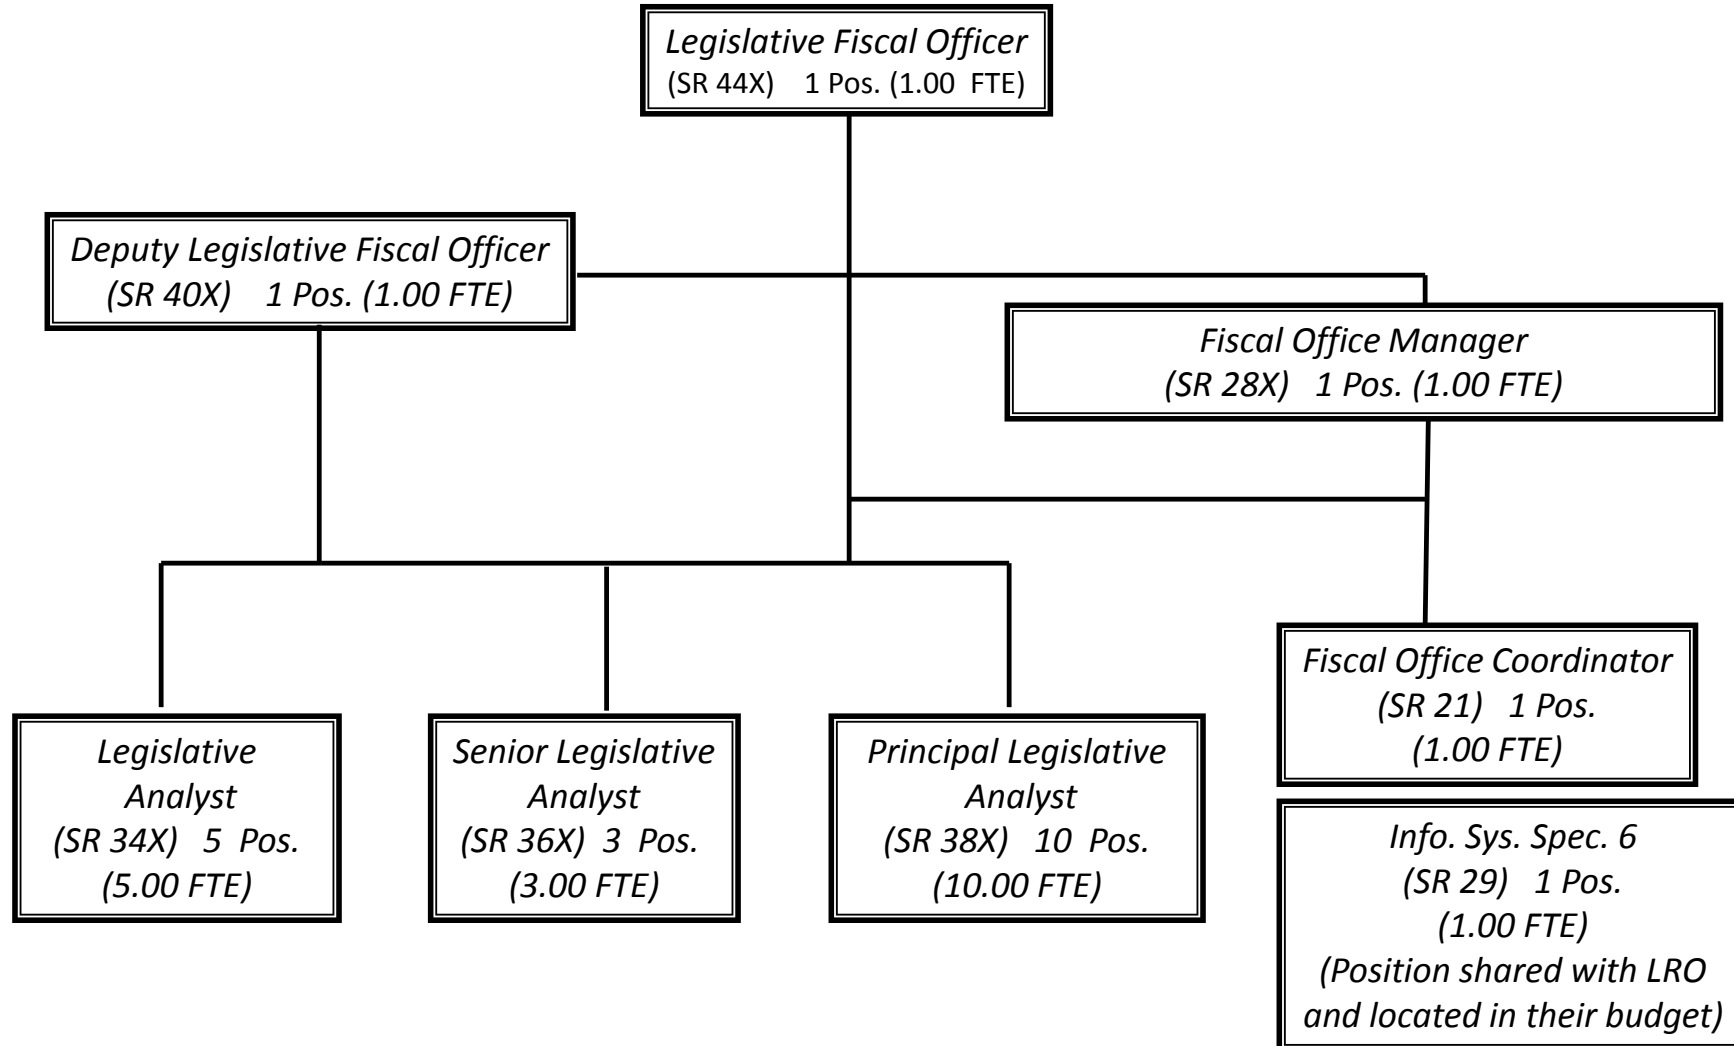 Legislative Fiscal Officer
(SR 44X) 1 Pos. (1.00 FTE)
Deputy Legislative Fiscal Officer
(SR 40X) 1 Pos. (1.00 FTE)
Fiscal Office Manager
(SR 28X) 1 Pos. (1.00 FTE)
Legislative
Analyst
(SR 34X) 5 Pos.
(5.00 FTE)
Senior Legislative
Analyst
(SR 36X) 3 Pos.
(3.00 FTE)
Principal Legislative
Analyst
(SR 38X) 10 Pos.
(10.00 FTE)
Fiscal Office Coordinator
(SR 21) 1 Pos.
(1.00 FTE)
Info. Sys. Spec. 6
(SR 29) 1 Pos.
(1.00 FTE)
(Position shared with LRO
and located in their budget)